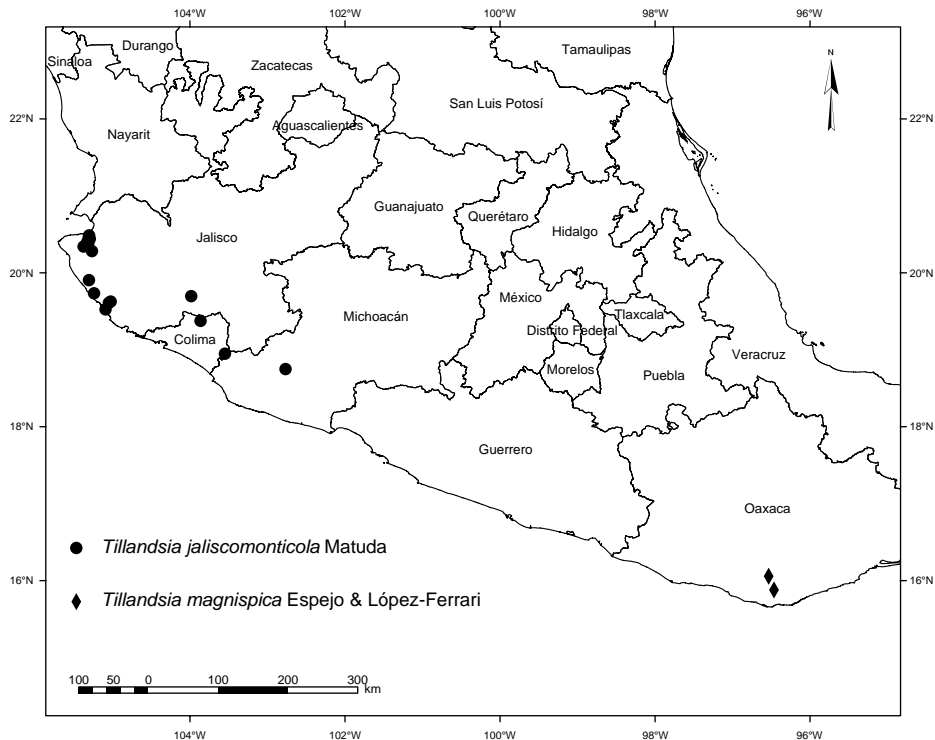 104°W 102°W 100°W 98°W 96°W
Durango
Tamaulipas
Sinaloa
Zacatecas
N
San Luis Potosí
22°N 22°N
Aguascalientes
Nayarit
Guanajuato
Querétaro
Jalisco
Hidalgo
20°N 20°N
México
Michoacán
Tlaxcala
Distrito Federal
Colima
Veracruz
Morelos
Puebla
18°N 18°N
Guerrero
Oaxaca
Tillandsia jaliscomonticola Matuda
16°N 16°N
Tillandsia magnispica Espejo & López-Ferrari
100 50 0 100 200 300
km
104°W 102°W 100°W 98°W 96°W